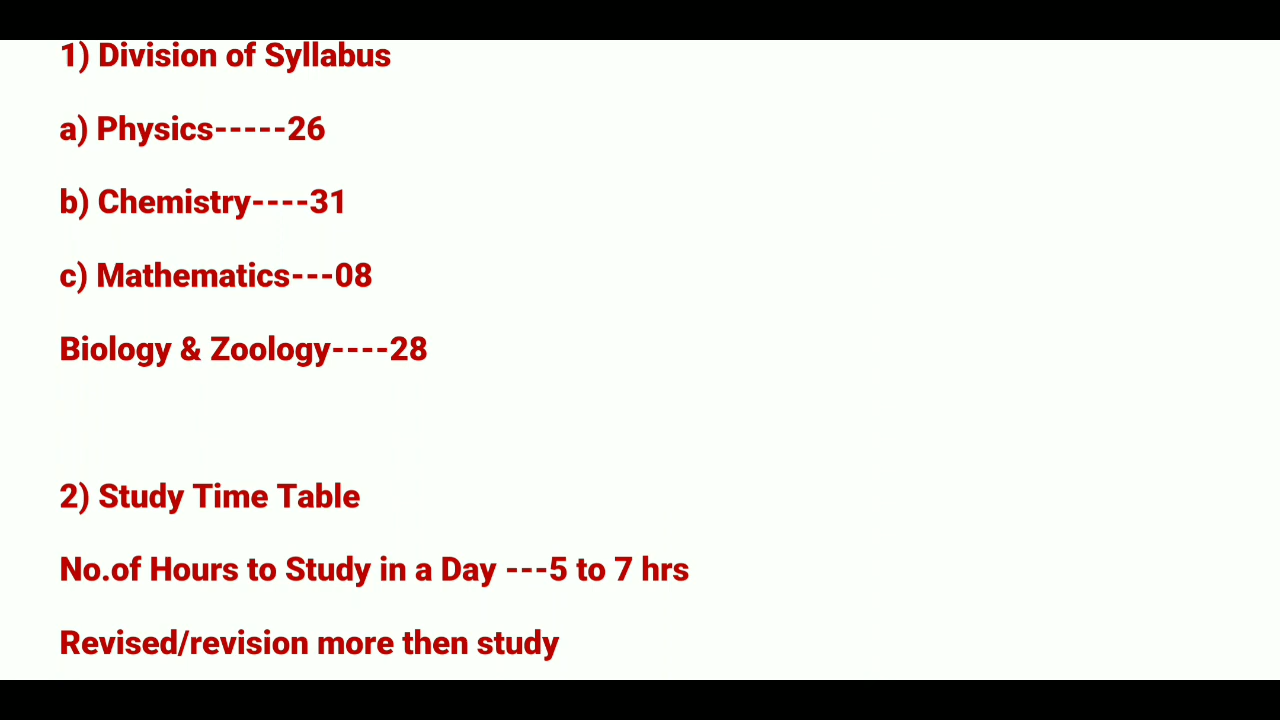 1) Division of Syllabus
a) Physics-----26
b) Chemistry----31
c) Mathematics---08
Biology & Zoology----28
2) Study Time Table
No.of Hours to Study in a Day ---5 to 7 hrs
Revised/revision more then study